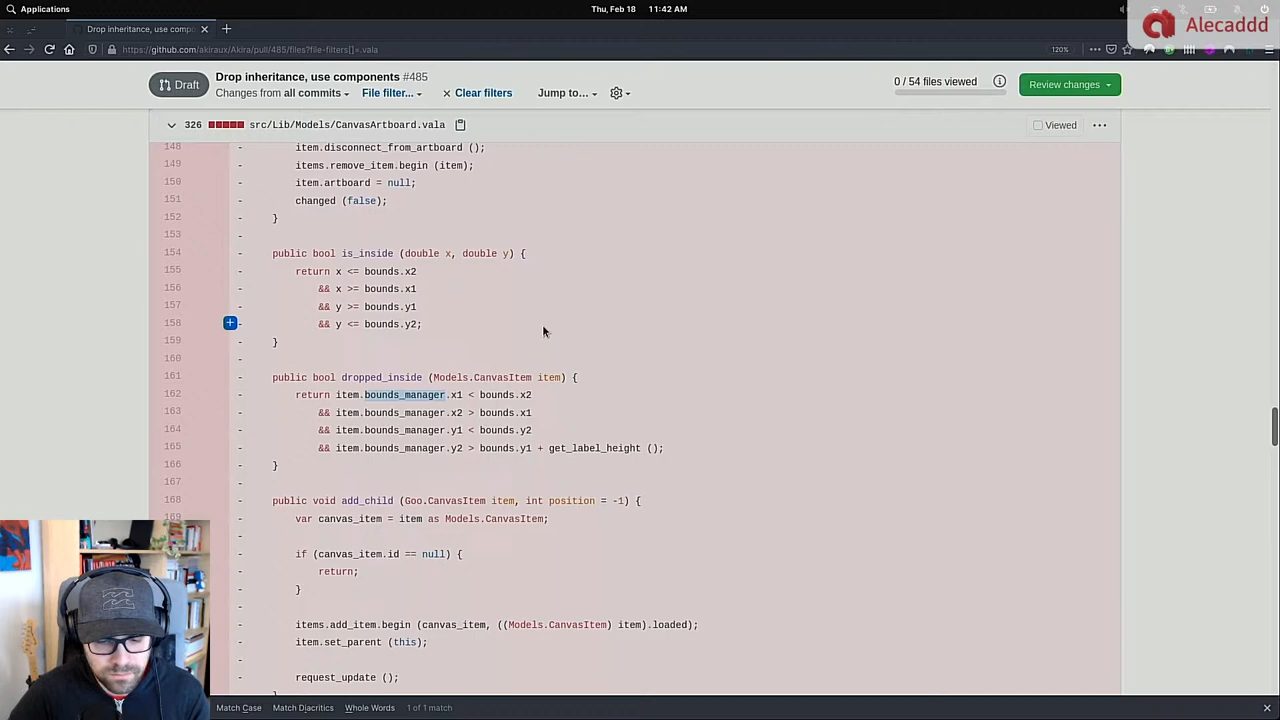 Applications
Thu, Feb 18 11:42 AM
Alecaddd
Drop inheritance, use comp
https://github.com/akiraux/Akira/pull/485/files?file-filters[]=.vala
120%
Draft
Drop inheritance, use components #485
Changes from all commits
File filter...
Clear filters
Jump to...
0 / 54 files viewed
Review changes
326 src/Lib/Models/CanvasArtboard.vala
Viewed
148 - item.disconnect_from_artboard ();
149 - items.remove_item.begin (item);
150 - item.artboard = null;
151 - changed (false);
152 - }
153 -
154 - public bool is_inside (double x, double y) {
155 - return x <= bounds.x2
156 - && x >= bounds.x1
157 - && y >= bounds.y1
158 - && y <= bounds.y2;
159 - }
160 -
161 - public bool dropped_inside (Models.CanvasItem item) {
162 - return item.bounds_manager.x1 < bounds.x2
163 - && item.bounds_manager.x2 > bounds.x1
164 - && item.bounds_manager.y1 < bounds.y2
165 - && item.bounds_manager.y2 > bounds.y1 + get_label_height ();
166 - }
167 -
168 - public void add_child (Goo.CanvasItem item, int position = -1) {
169 - var canvas_item = item as Models.CanvasItem;
-
- if (canvas_item.id == null) {
- return;
- }
-
- items.add_item.begin (canvas_item, ((Models.CanvasItem) item).loaded);
- item.set_parent (this);
-
- request_update ();
Match Case
Match Diacritics
Whole Words
1 of 1 match